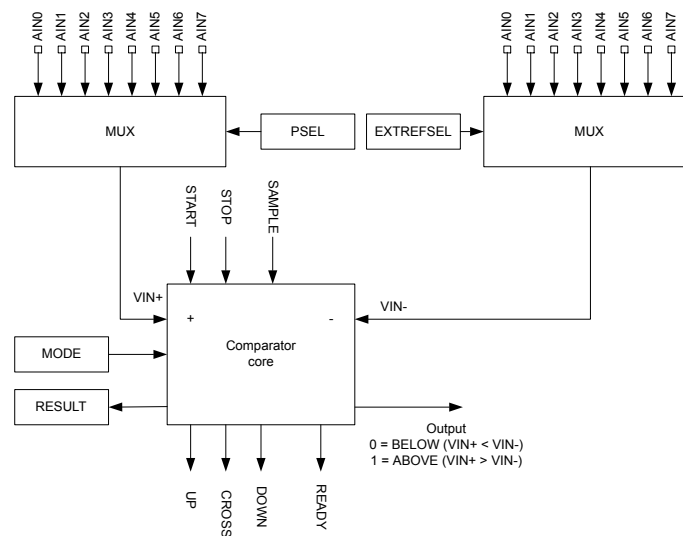 AIN0 AIN1 AIN2 AIN3 AIN4 AIN5 AIN6 AIN7
AIN0 AIN1 AIN2 AIN3 AIN4 AIN5 AIN6 AIN7
MUX
PSEL
EXTREFSEL
MUX
START
STOP
SAMPLE
VIN+
VIN-
+
-
Comparator
core
MODE
RESULT
Output
0 = BELOW (VIN+ < VIN-)
1 = ABOVE (VIN+ > VIN-)
UP
CROSS
DOWN
READY